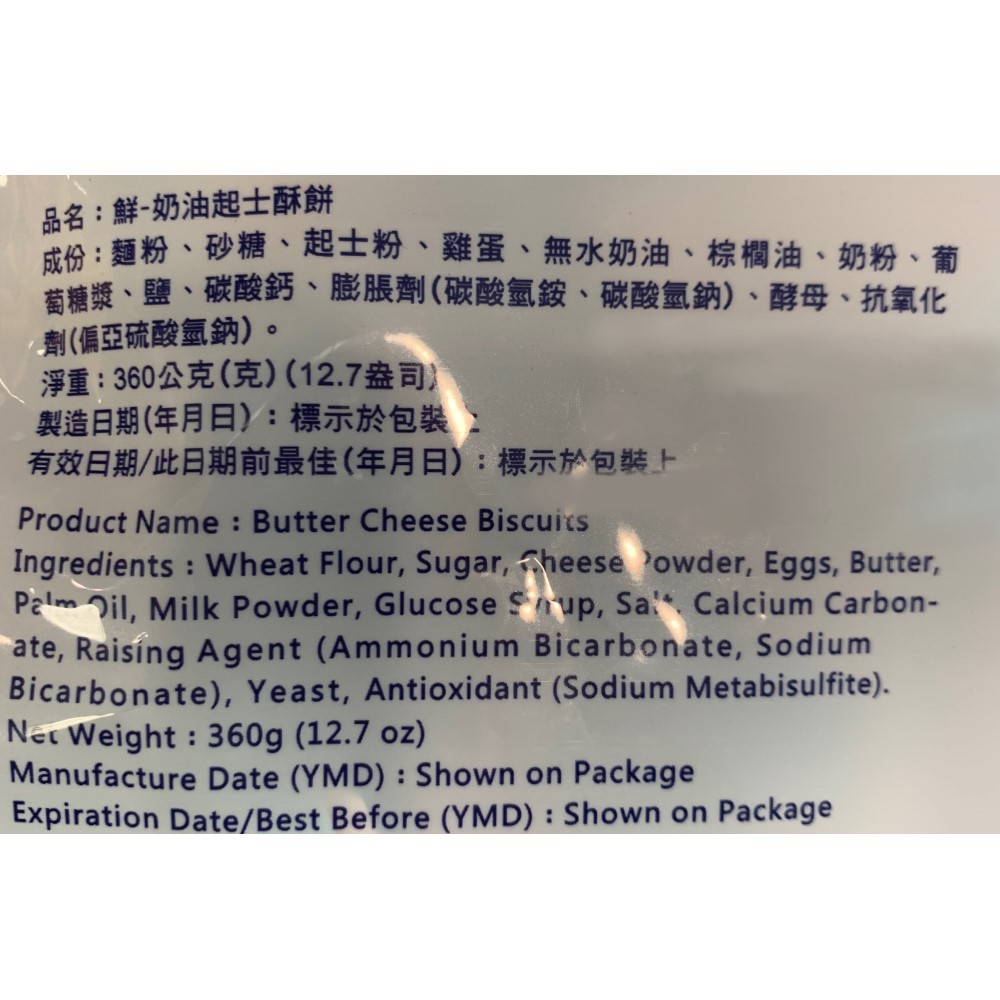 品名：鮮-奶油起士酥餅
成份：麵粉、砂糖、起士粉、雞蛋、無水奶油、棕櫚油、奶粉、葡
萄糖漿、鹽、碳酸鈣、膨脹劑(碳酸氫銨、碳酸氫鈉)、酵母、抗氧化
劑(偏亞硫酸氫鈉)。
淨重：360公克(克)(12.7盎司)
製造日期(年月日)：標示於包裝上
有效日期/此日期前最佳(年月日)：標示於包裝上
Product Name : Butter Cheese Biscuits
Ingredients : Wheat Flour, Sugar, Cheese Powder, Eggs, Butter,
Palm Oil, Milk Powder, Glucose Syrup, Salt, Calcium Carbon-
ate, Raising Agent (Ammonium Bicarbonate, Sodium
Bicarbonate), Yeast, Antioxidant (Sodium Metabisulfite).
Net Weight : 360g (12.7 oz)
Manufacture Date (YMD) : Shown on Package
Expiration Date/Best Before (YMD) : Shown on Package